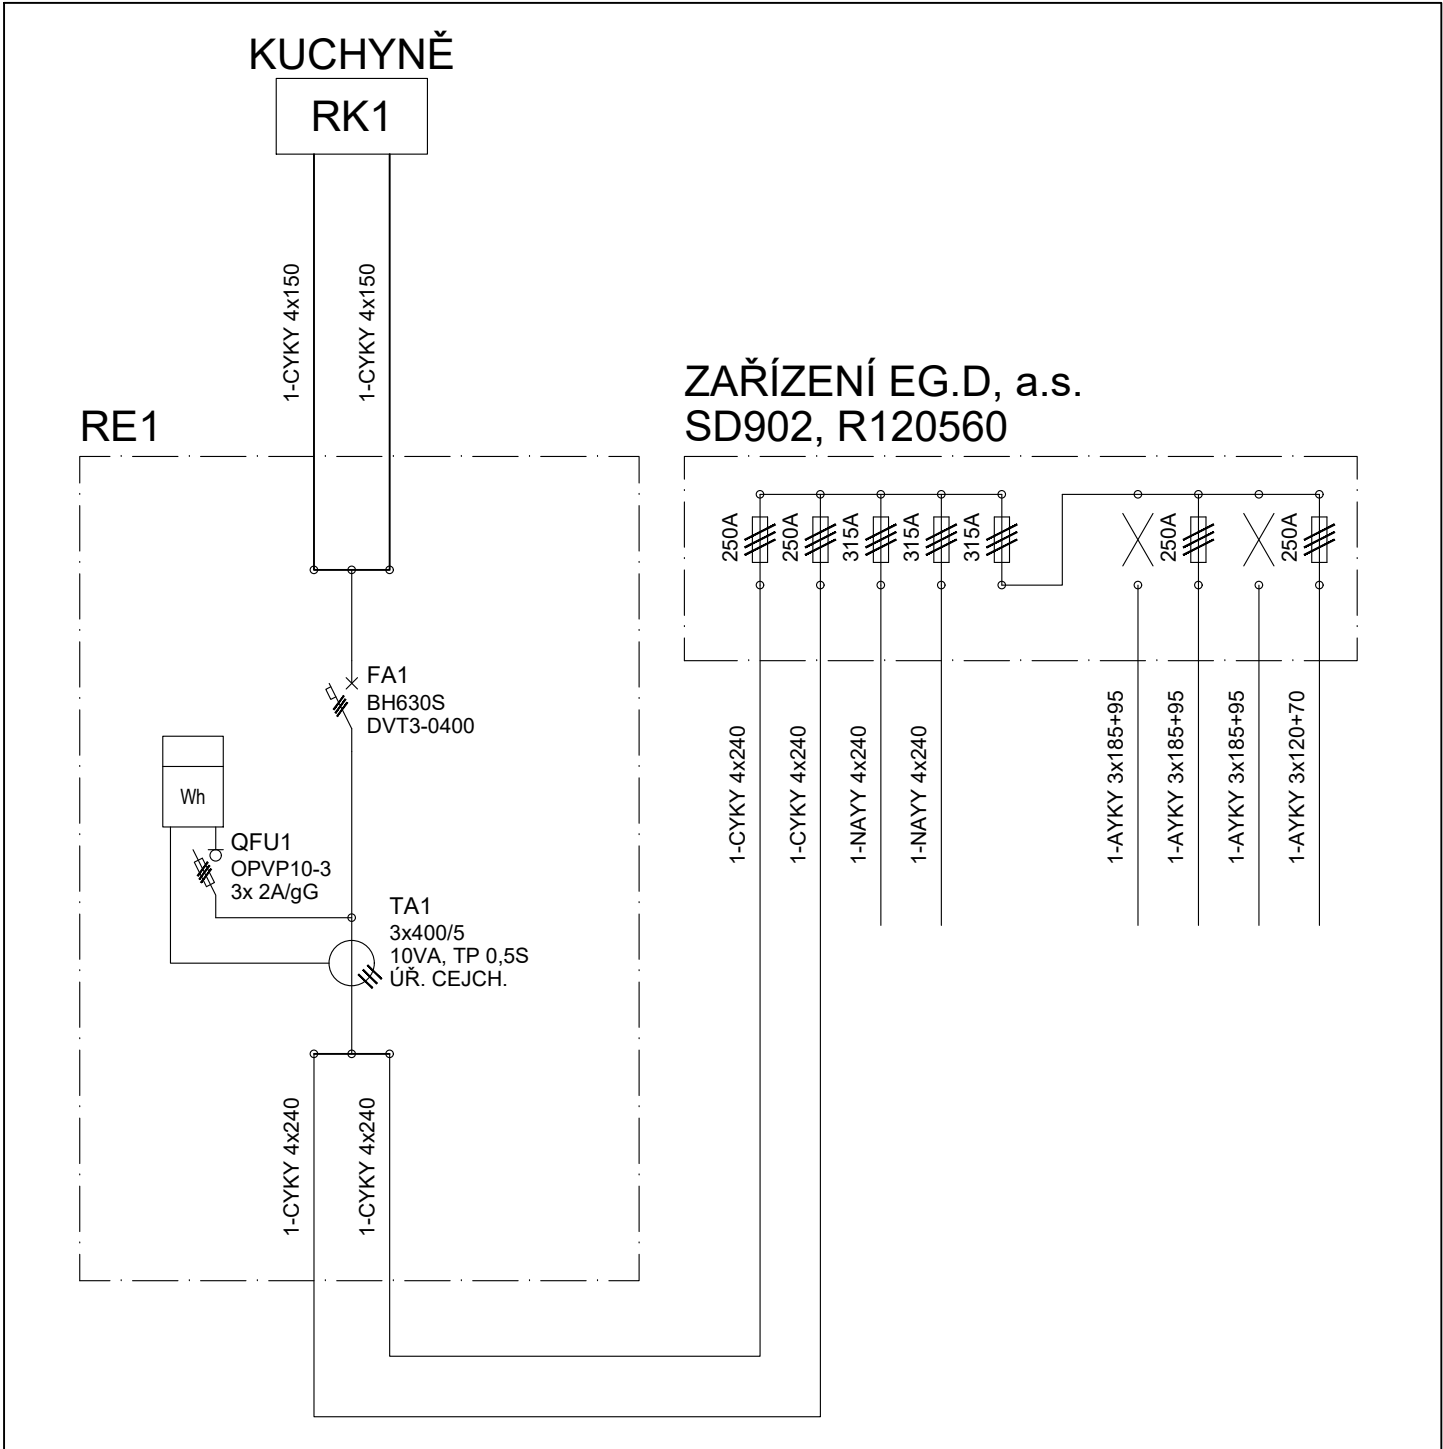 KUCHYNĚ
RK1
1-CYKY 4x150
1-CYKY 4x150
RE1
FA1
BH630S
DVT3-0400
Wh
QFU1
OPVP10-3
3x 2A/gG
TA1
3x400/5
10VA, TP 0,5S
ÚŘ. CEJCH.
1-CYKY 4x240
1-CYKY 4x240
ZAŘÍZENÍ EG.D, a.s.
SD902, R120560
250A
250A
315A
315A
315A
250A
250A
1-CYKY 4x240
1-CYKY 4x240
1-NAYY 4x240
1-NAYY 4x240
1-AYKY 3x185+95
1-AYKY 3x185+95
1-AYKY 3x185+95
1-AYKY 3x120+70